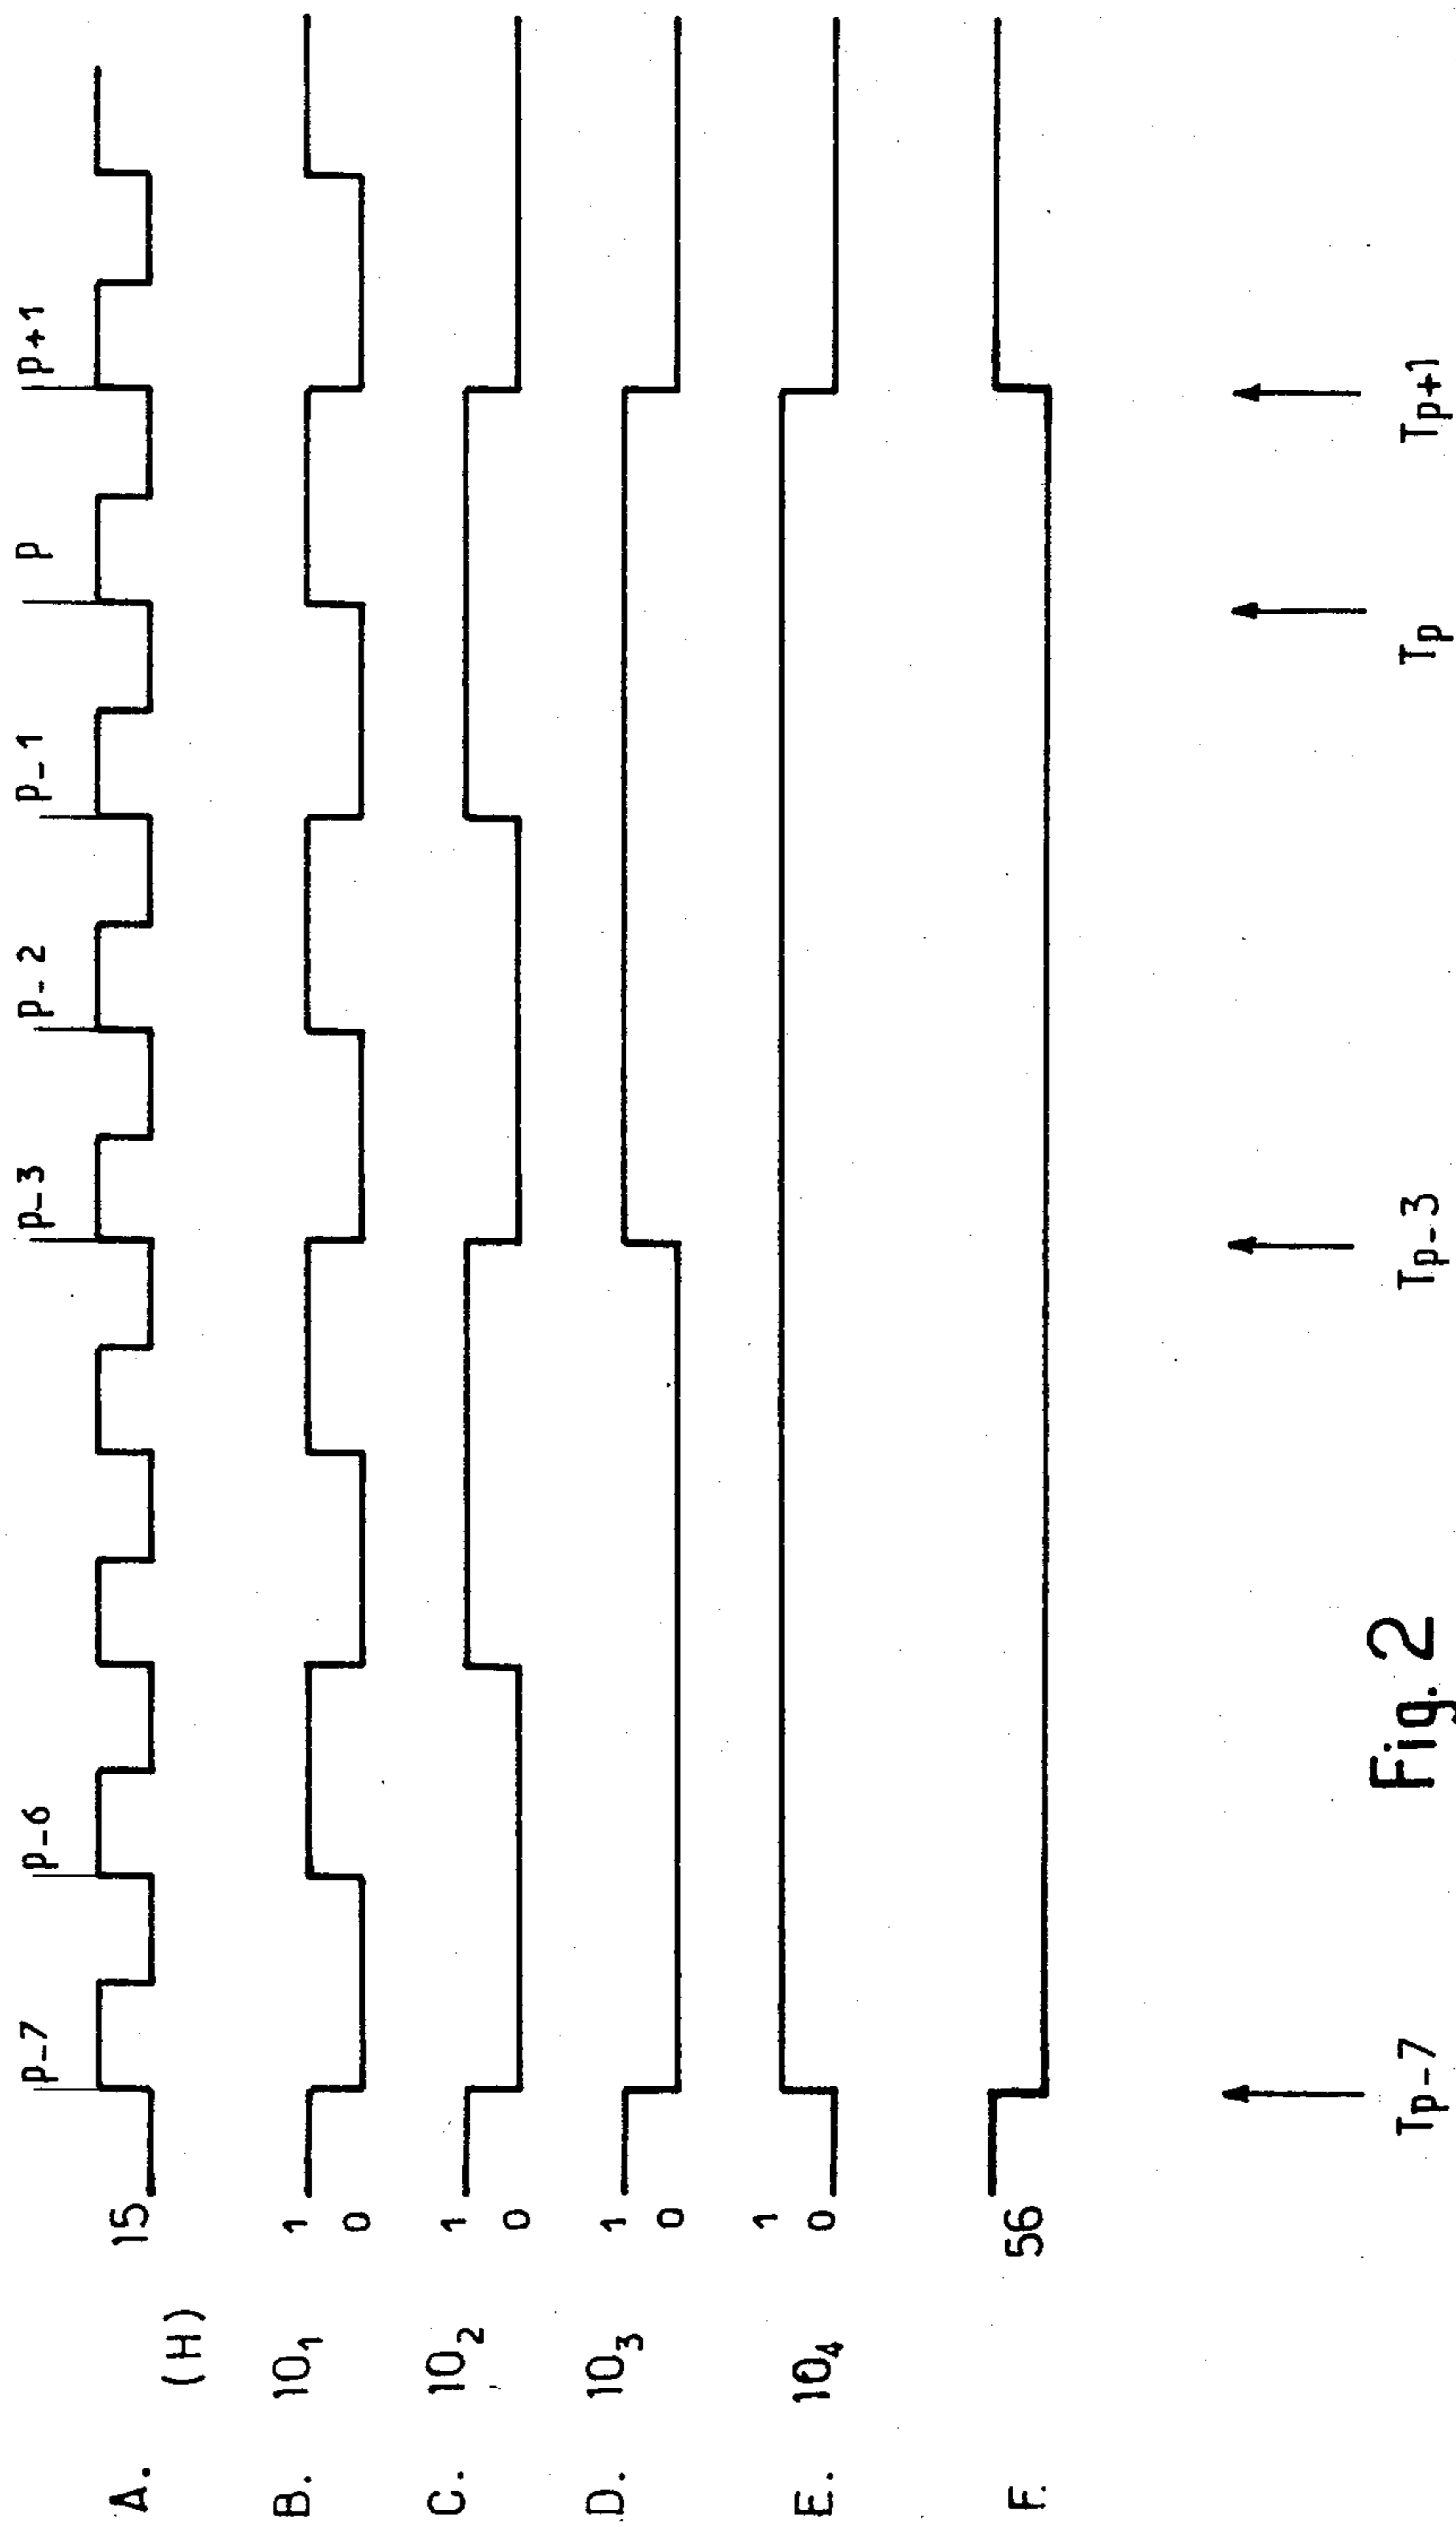 p-7 p-6 p-3 p-2 p-1 p p+1
A. 15
(H)
B. 10₁ 1
0
C. 10₂ 1
0
D. 10₃ 1
0
E. 10₄ 1
0
F. 56
Tp-7 Tp-3 Tp Tp+1
Fig. 2